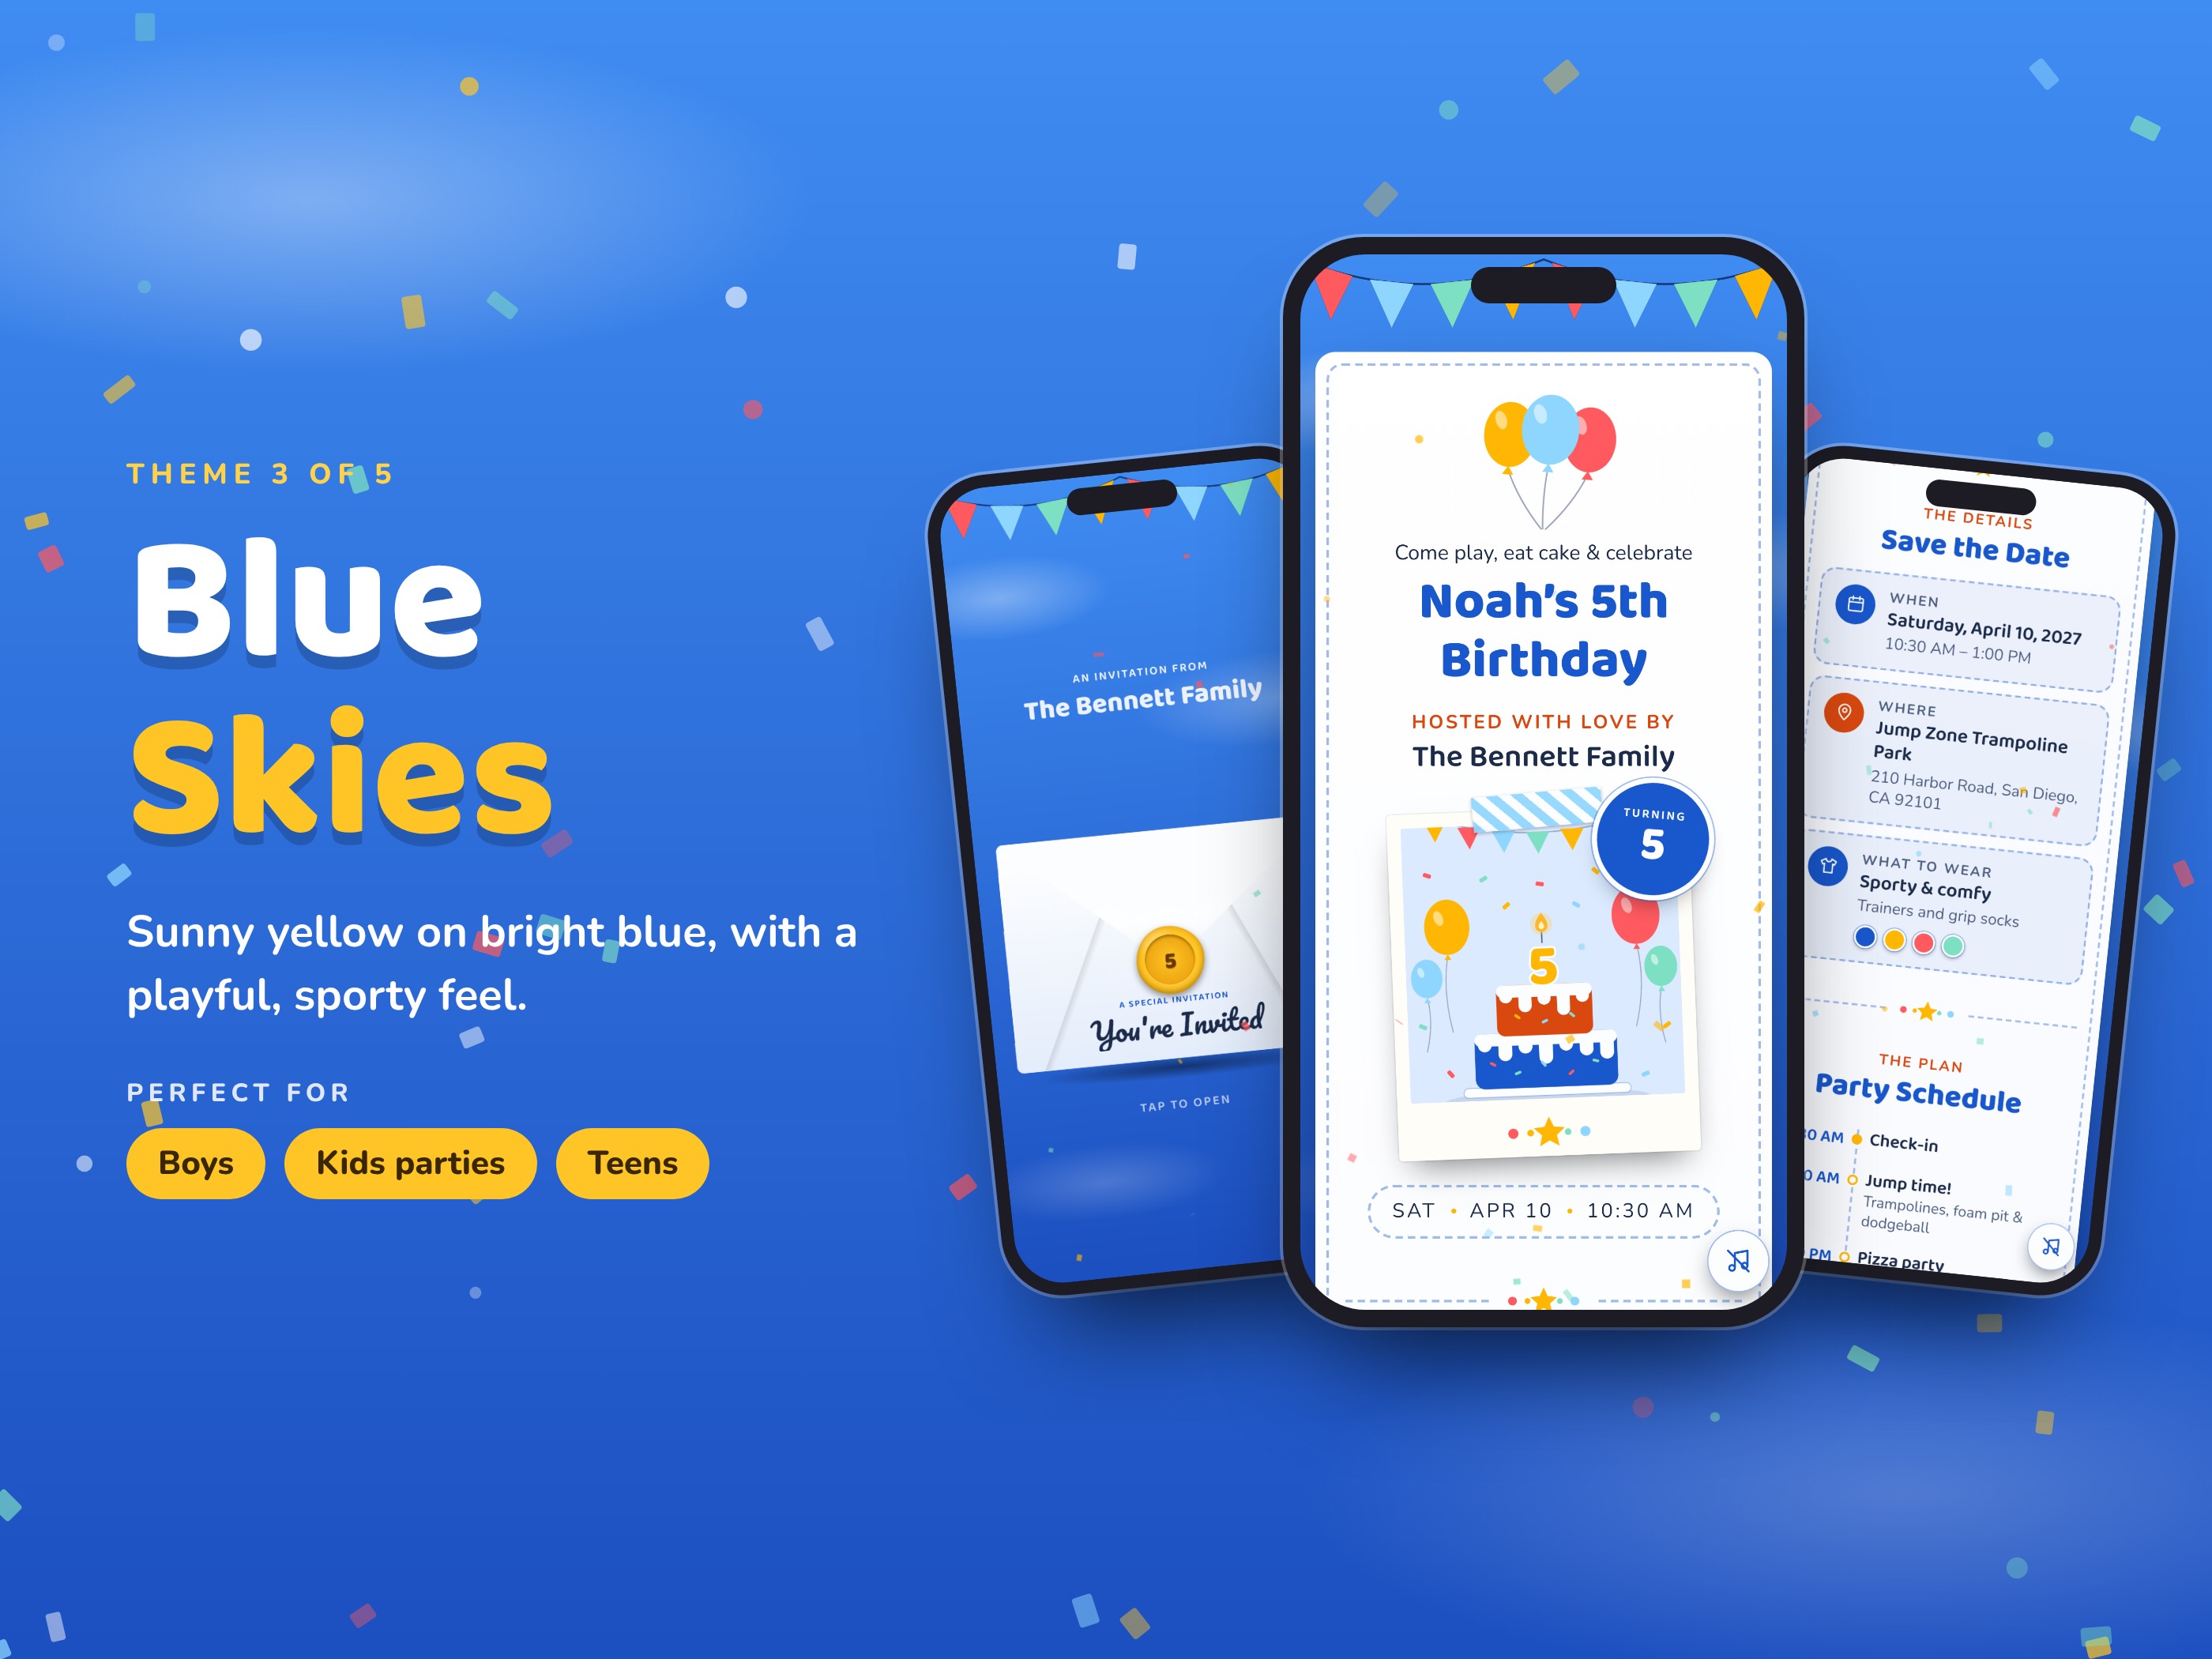 THEME 3 OF 5
Blue
Skies
Sunny yellow on bright blue, with a
playful, sporty feel.
PERFECT FOR
Boys
Kids parties
Teens
AN INVITATION FROM
The Bennett Family
5
A SPECIAL INVITATION
You're Invited
TAP TO OPEN
Come play, eat cake & celebrate
Noah's 5th
Birthday
HOSTED WITH LOVE BY
The Bennett Family
TURNING
5
5
SAT • APR 10 • 10:30 AM
THE DETAILS
Save the Date
WHEN
Saturday, April 10, 2027
10:30 AM – 1:00 PM
WHERE
Jump Zone Trampoline
Park
210 Harbor Road, San Diego,
CA 92101
WHAT TO WEAR
Sporty & comfy
Trainers and grip socks
THE PLAN
Party Schedule
AM Check-in
AM Jump time!
Trampolines, foam pit &
dodgeball
PM Pizza party